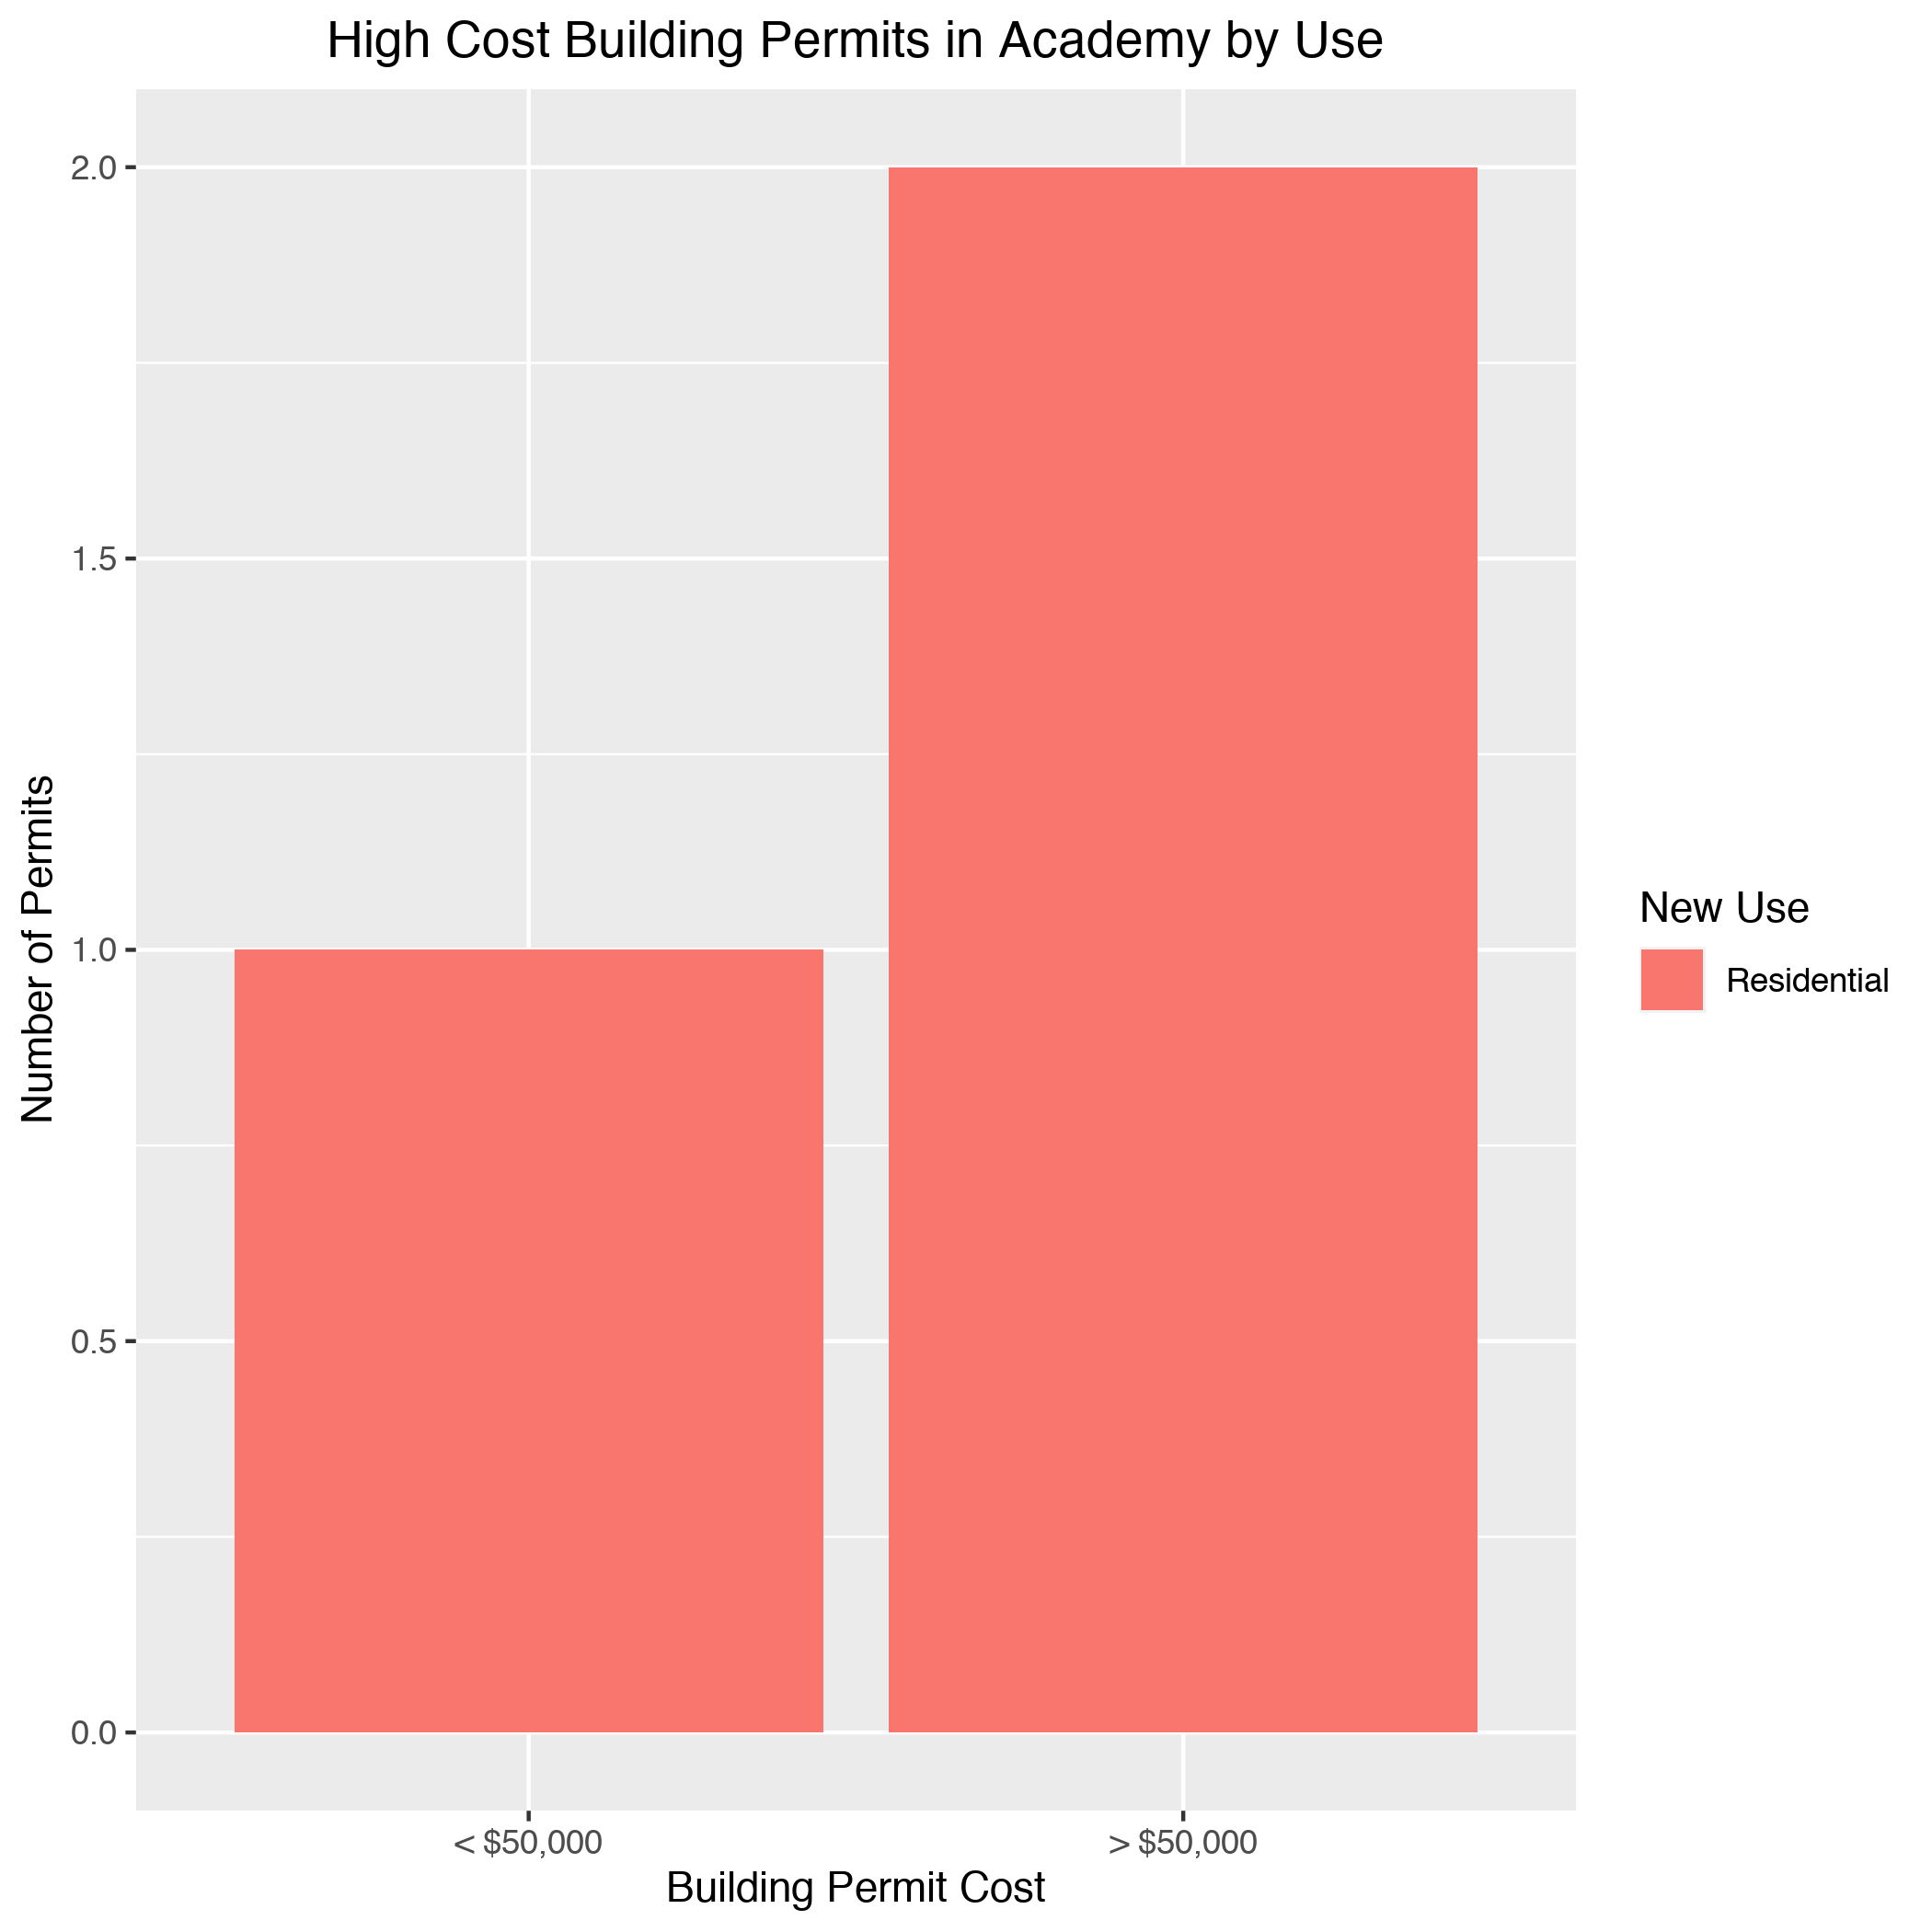 High Cost Building Permits in Academy by Use
Number of Permits
2.0
1.5
1.0
0.5
0.0
< $50,000
> $50,000
Building Permit Cost
New Use
Residential